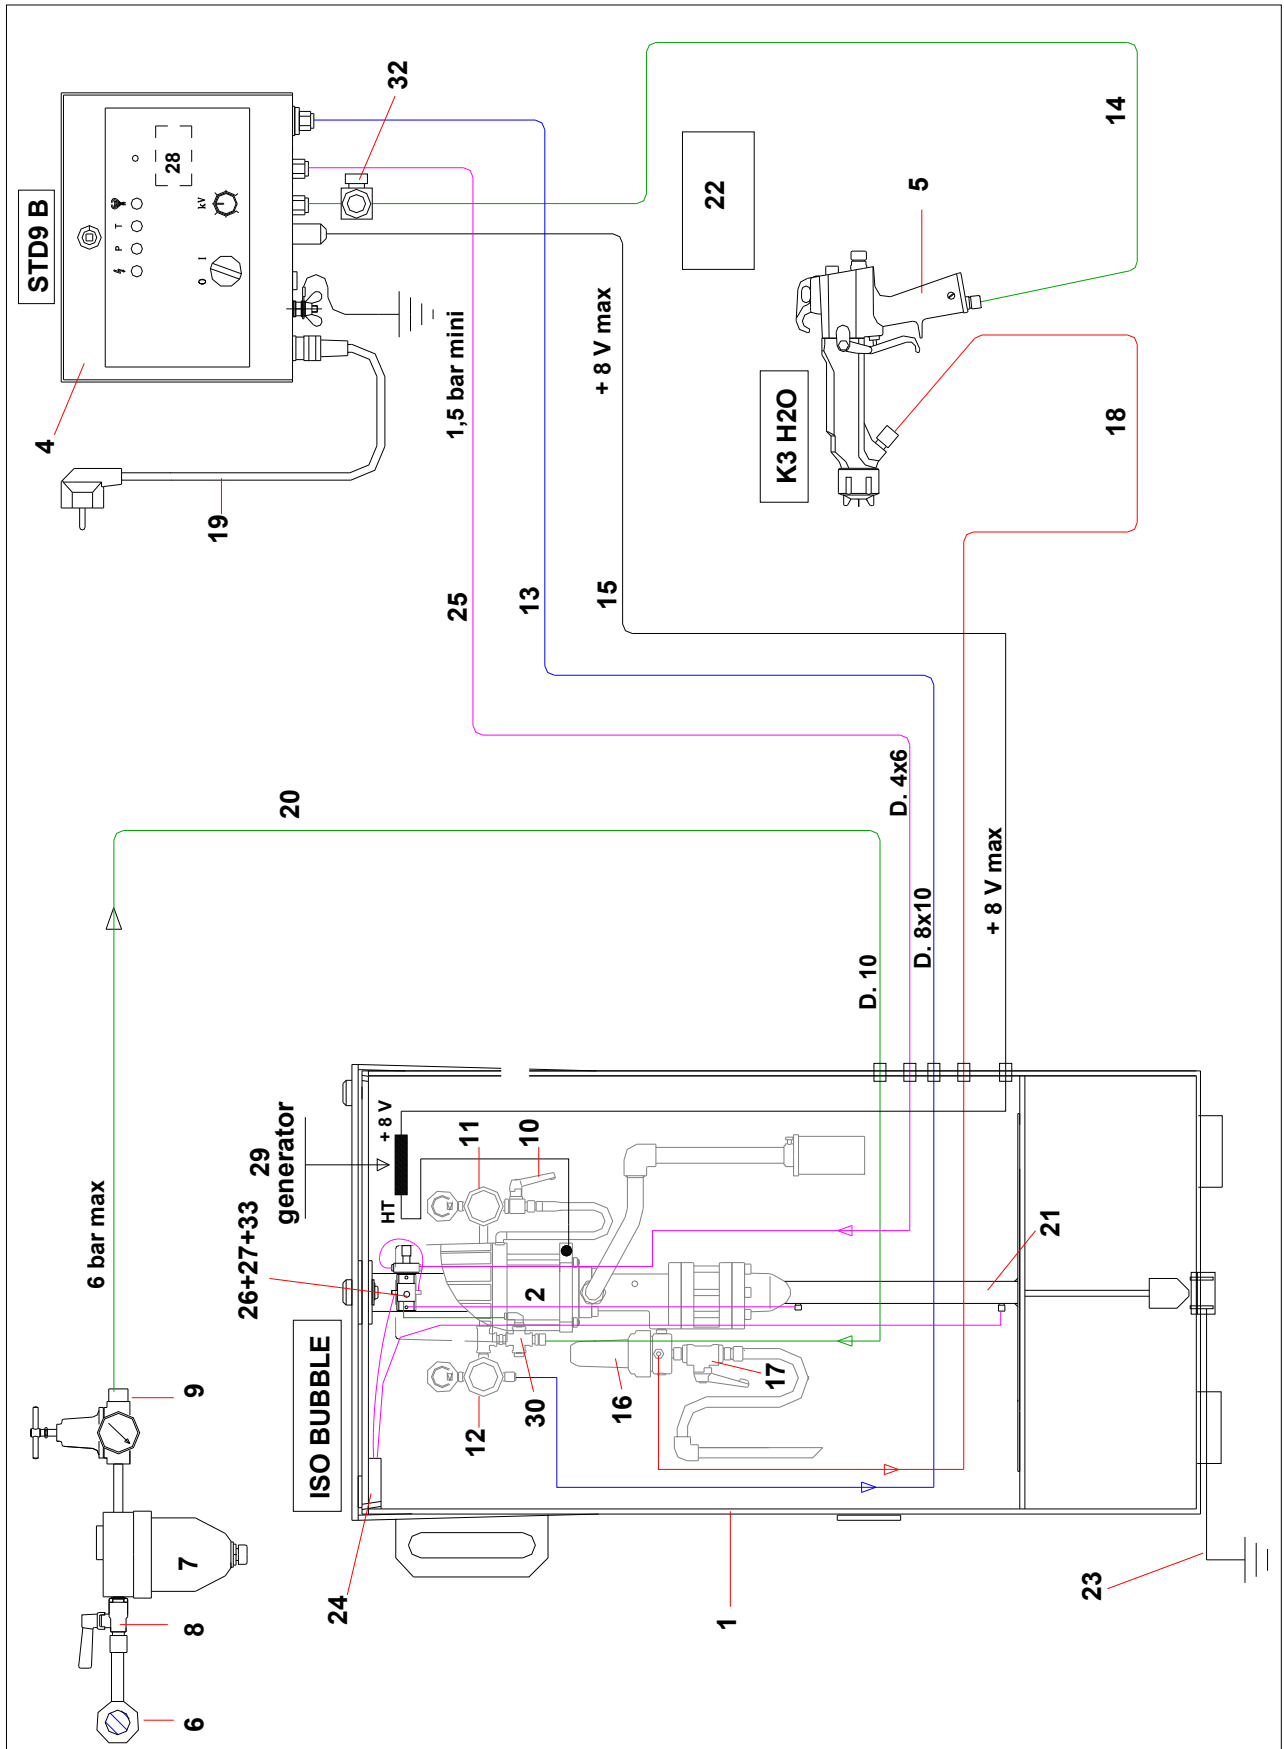 STD9 B
4
19
28
kV
O I
P T
32
14
22
5
K3 H2O
18
1,5 bar mini
+ 8 V max
25
13
15
20
6 bar max
D. 4x6
D. 8x10
D. 10
+ 8 V max
29
generator
26+27+33
HT
+ 8 V
11
10
2
21
ISO BUBBLE
12
30
16
17
24
1
23
9
7
8
6